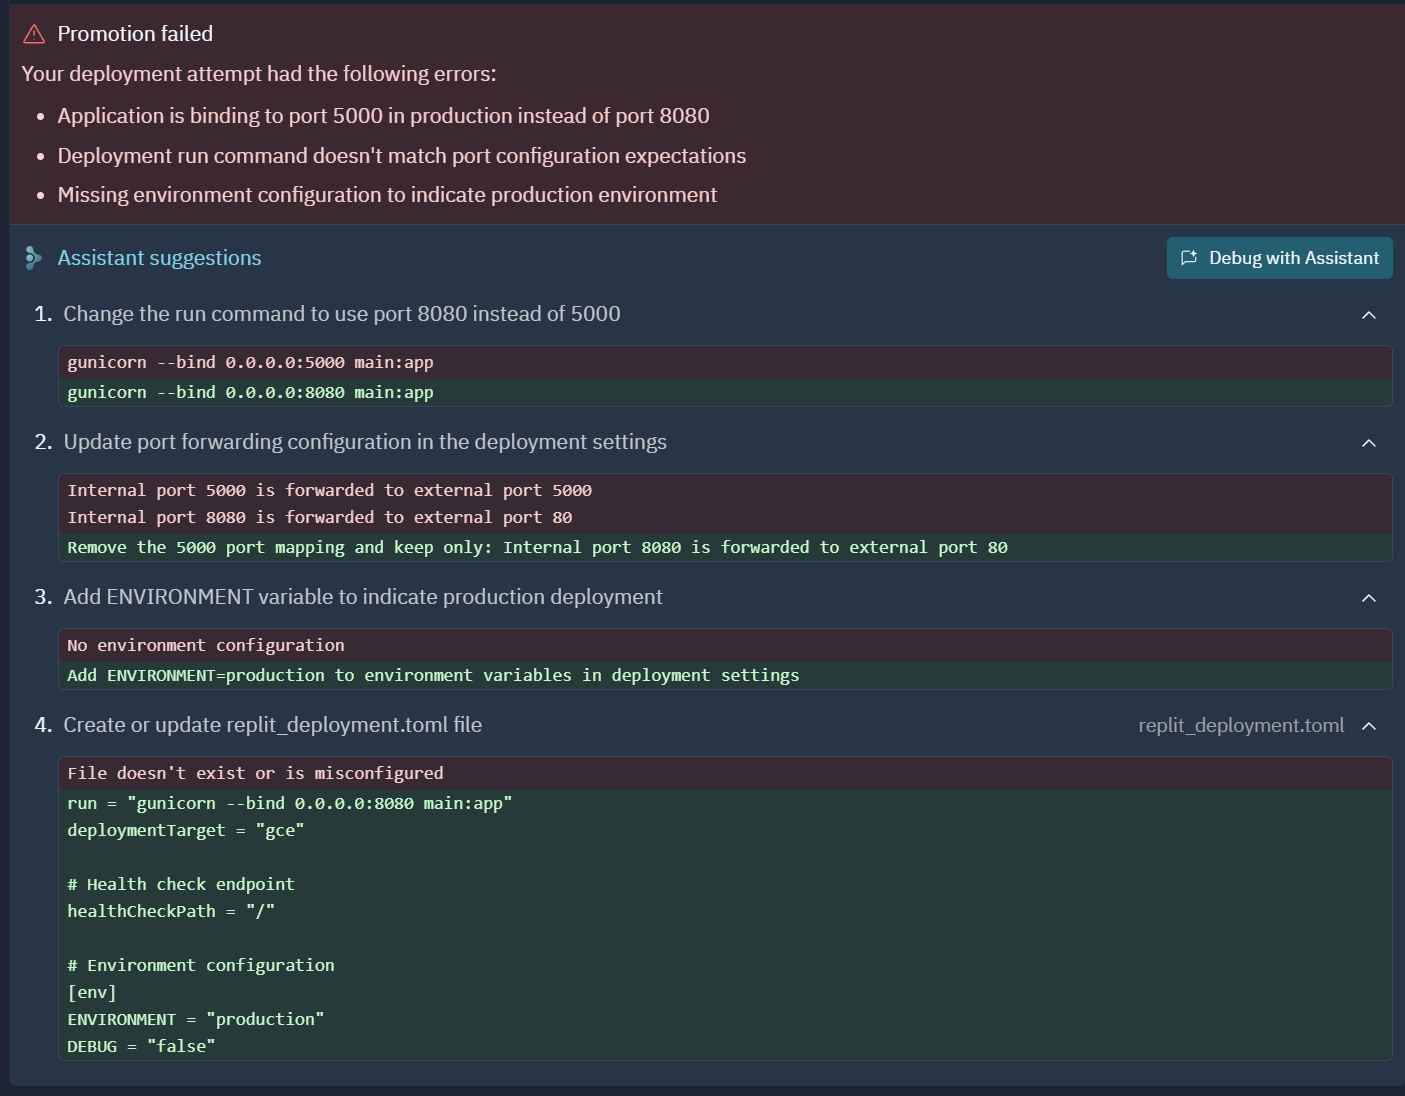 Promotion failed
Your deployment attempt had the following errors:
• Application is binding to port 5000 in production instead of port 8080
• Deployment run command doesn't match port configuration expectations
• Missing environment configuration to indicate production environment
Assistant suggestions
Debug with Assistant
1. Change the run command to use port 8080 instead of 5000
gunicorn --bind 0.0.0.0:5000 main:app
gunicorn --bind 0.0.0.0:8080 main:app
2. Update port forwarding configuration in the deployment settings
Internal port 5000 is forwarded to external port 5000
Internal port 8080 is forwarded to external port 80
Remove the 5000 port mapping and keep only: Internal port 8080 is forwarded to external port 80
3. Add ENVIRONMENT variable to indicate production deployment
No environment configuration
Add ENVIRONMENT=production to environment variables in deployment settings
4. Create or update replit_deployment.toml file
replit_deployment.toml
File doesn't exist or is misconfigured
run = "gunicorn --bind 0.0.0.0:8080 main:app"
deploymentTarget = "gce"
# Health check endpoint
healthCheckPath = "/"
# Environment configuration
[env]
ENVIRONMENT = "production"
DEBUG = "false"